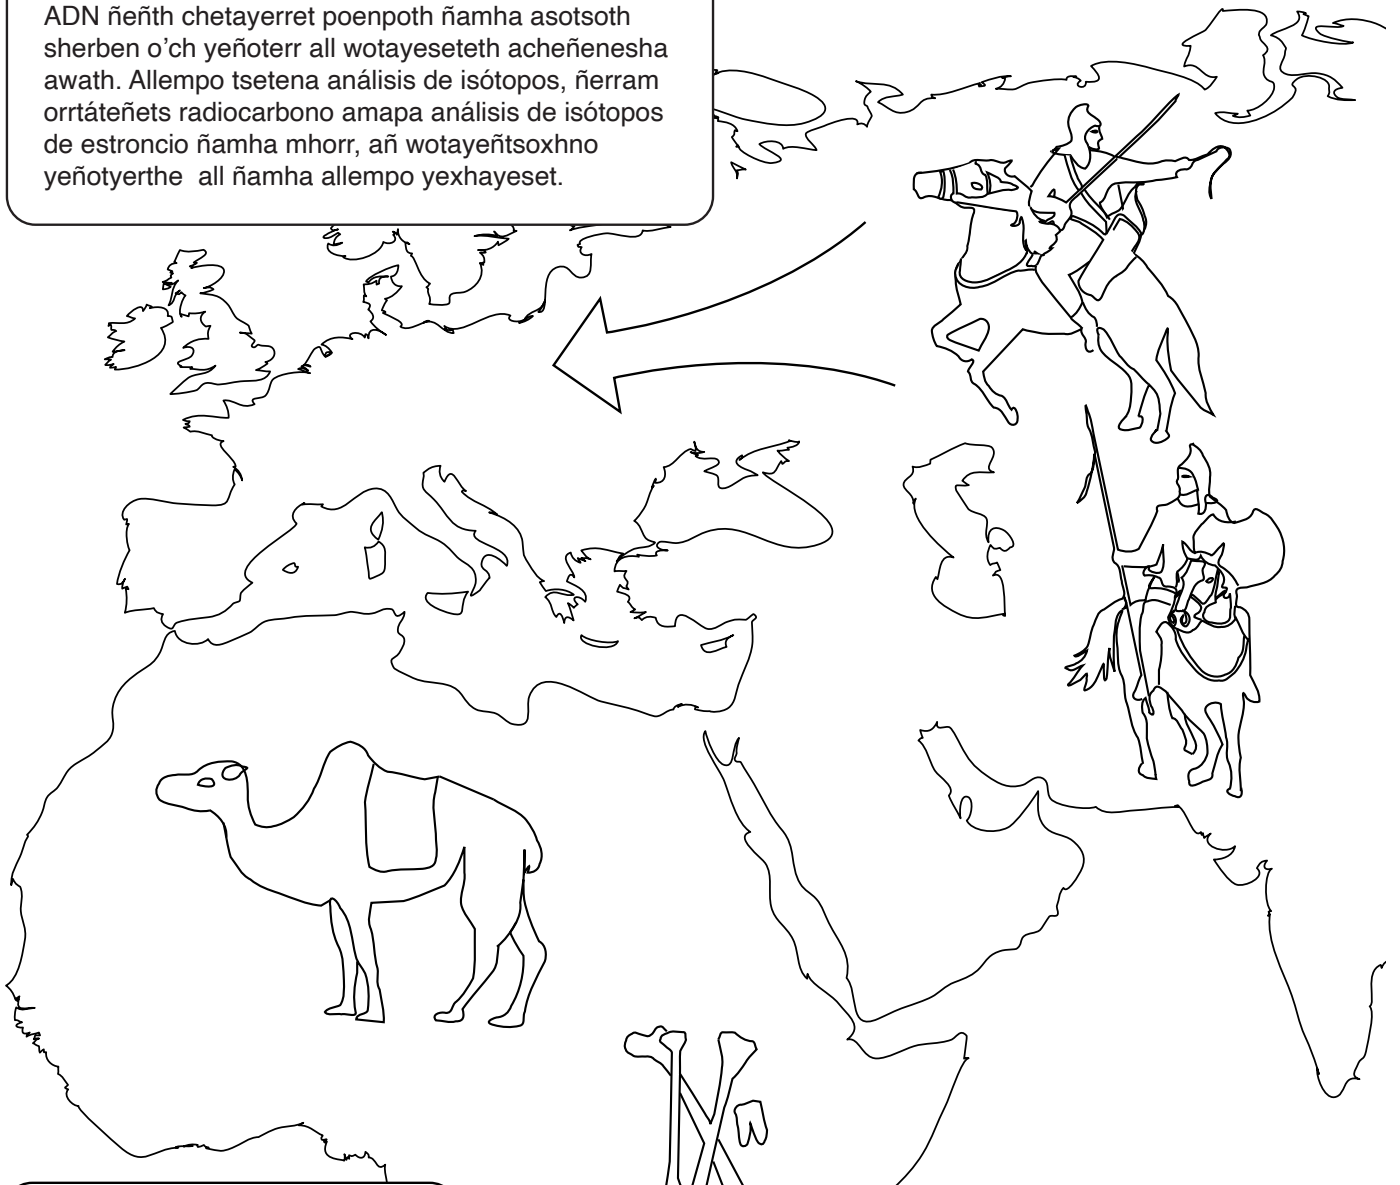 ADN ñeñth chetayerret poenpoth ñamha asotsoth
sherben o’ch yeñoterr all wotayeseteth acheñenesha
awath. Allempo tsetena análisis de isótopos, ñerram
orrtáteñets radiocarbono amapa análisis de isótopos
de estroncio ñamha mhorr, añ wotayeñtsoxhno
yeñotyerthe all ñamha allempo yexhayeset.